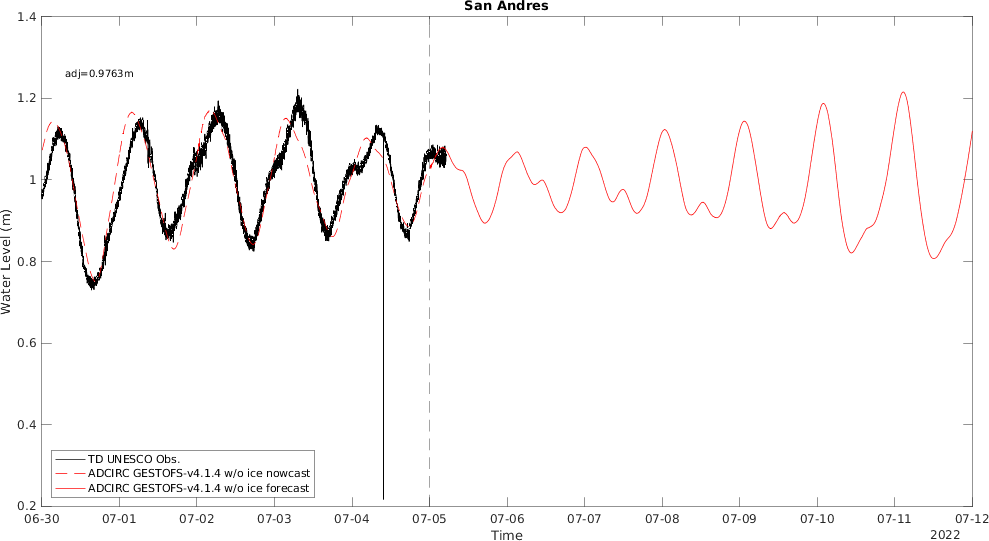 San Andres
1.4
1.2
1
0.8
0.6
0.4
0.2
Water Level (m)
adj=0.9763m
TD UNESCO Obs.
ADCIRC GESTOFS-v4.1.4 w/o ice nowcast
ADCIRC GESTOFS-v4.1.4 w/o ice forecast
06-30 07-01 07-02 07-03 07-04 07-05 07-06 07-07 07-08 07-09 07-10 07-11 07-12
Time
2022